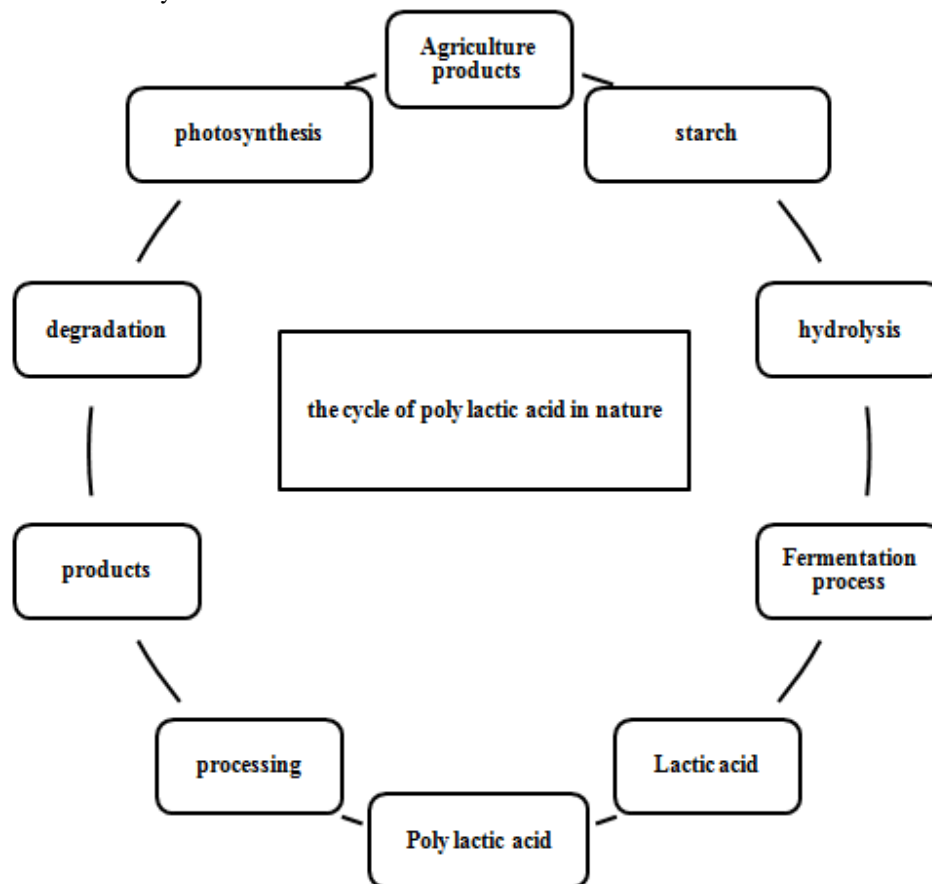 Agriculture
products
photosynthesis
starch
degradation
hydrolysis
the cycle of poly lactic acid in nature
products
Fermentation
process
processing
Lactic acid
Poly lactic acid